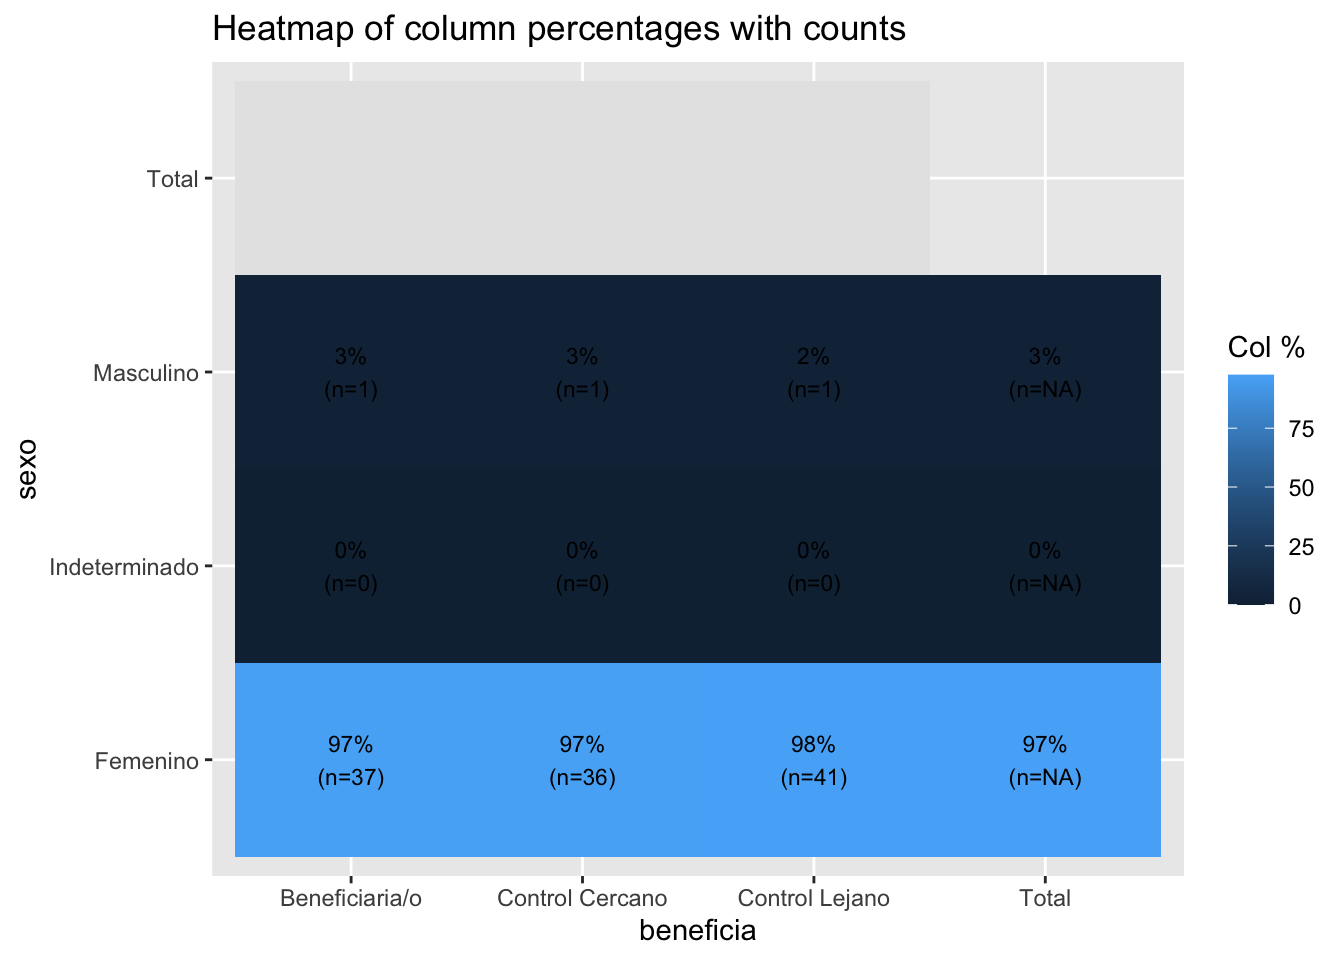 Heatmap of column percentages with counts
Total
Masculino
Indeterminado
Femenino
sexo
3% 3% 2% 3%
(n=1) (n=1) (n=1) (n=NA)
0% 0% 0% 0%
(n=0) (n=0) (n=0) (n=NA)
97% 97% 98% 97%
(n=37) (n=36) (n=41) (n=NA)
Beneficiaria/o Control Cercano Control Lejano Total
beneficia
Col %
75
50
25
0